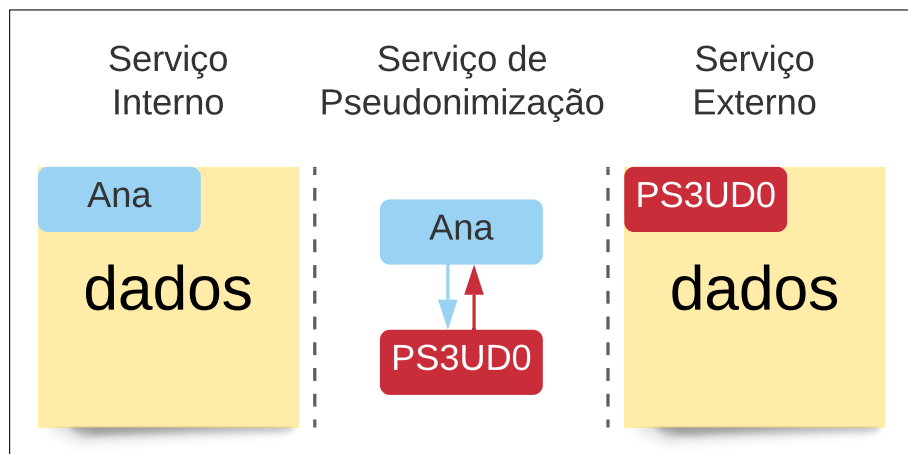 Serviço
Interno
Serviço de
Pseudonimização
Serviço
Externo
Ana
dados
Ana
PS3UD0
PS3UD0
dados